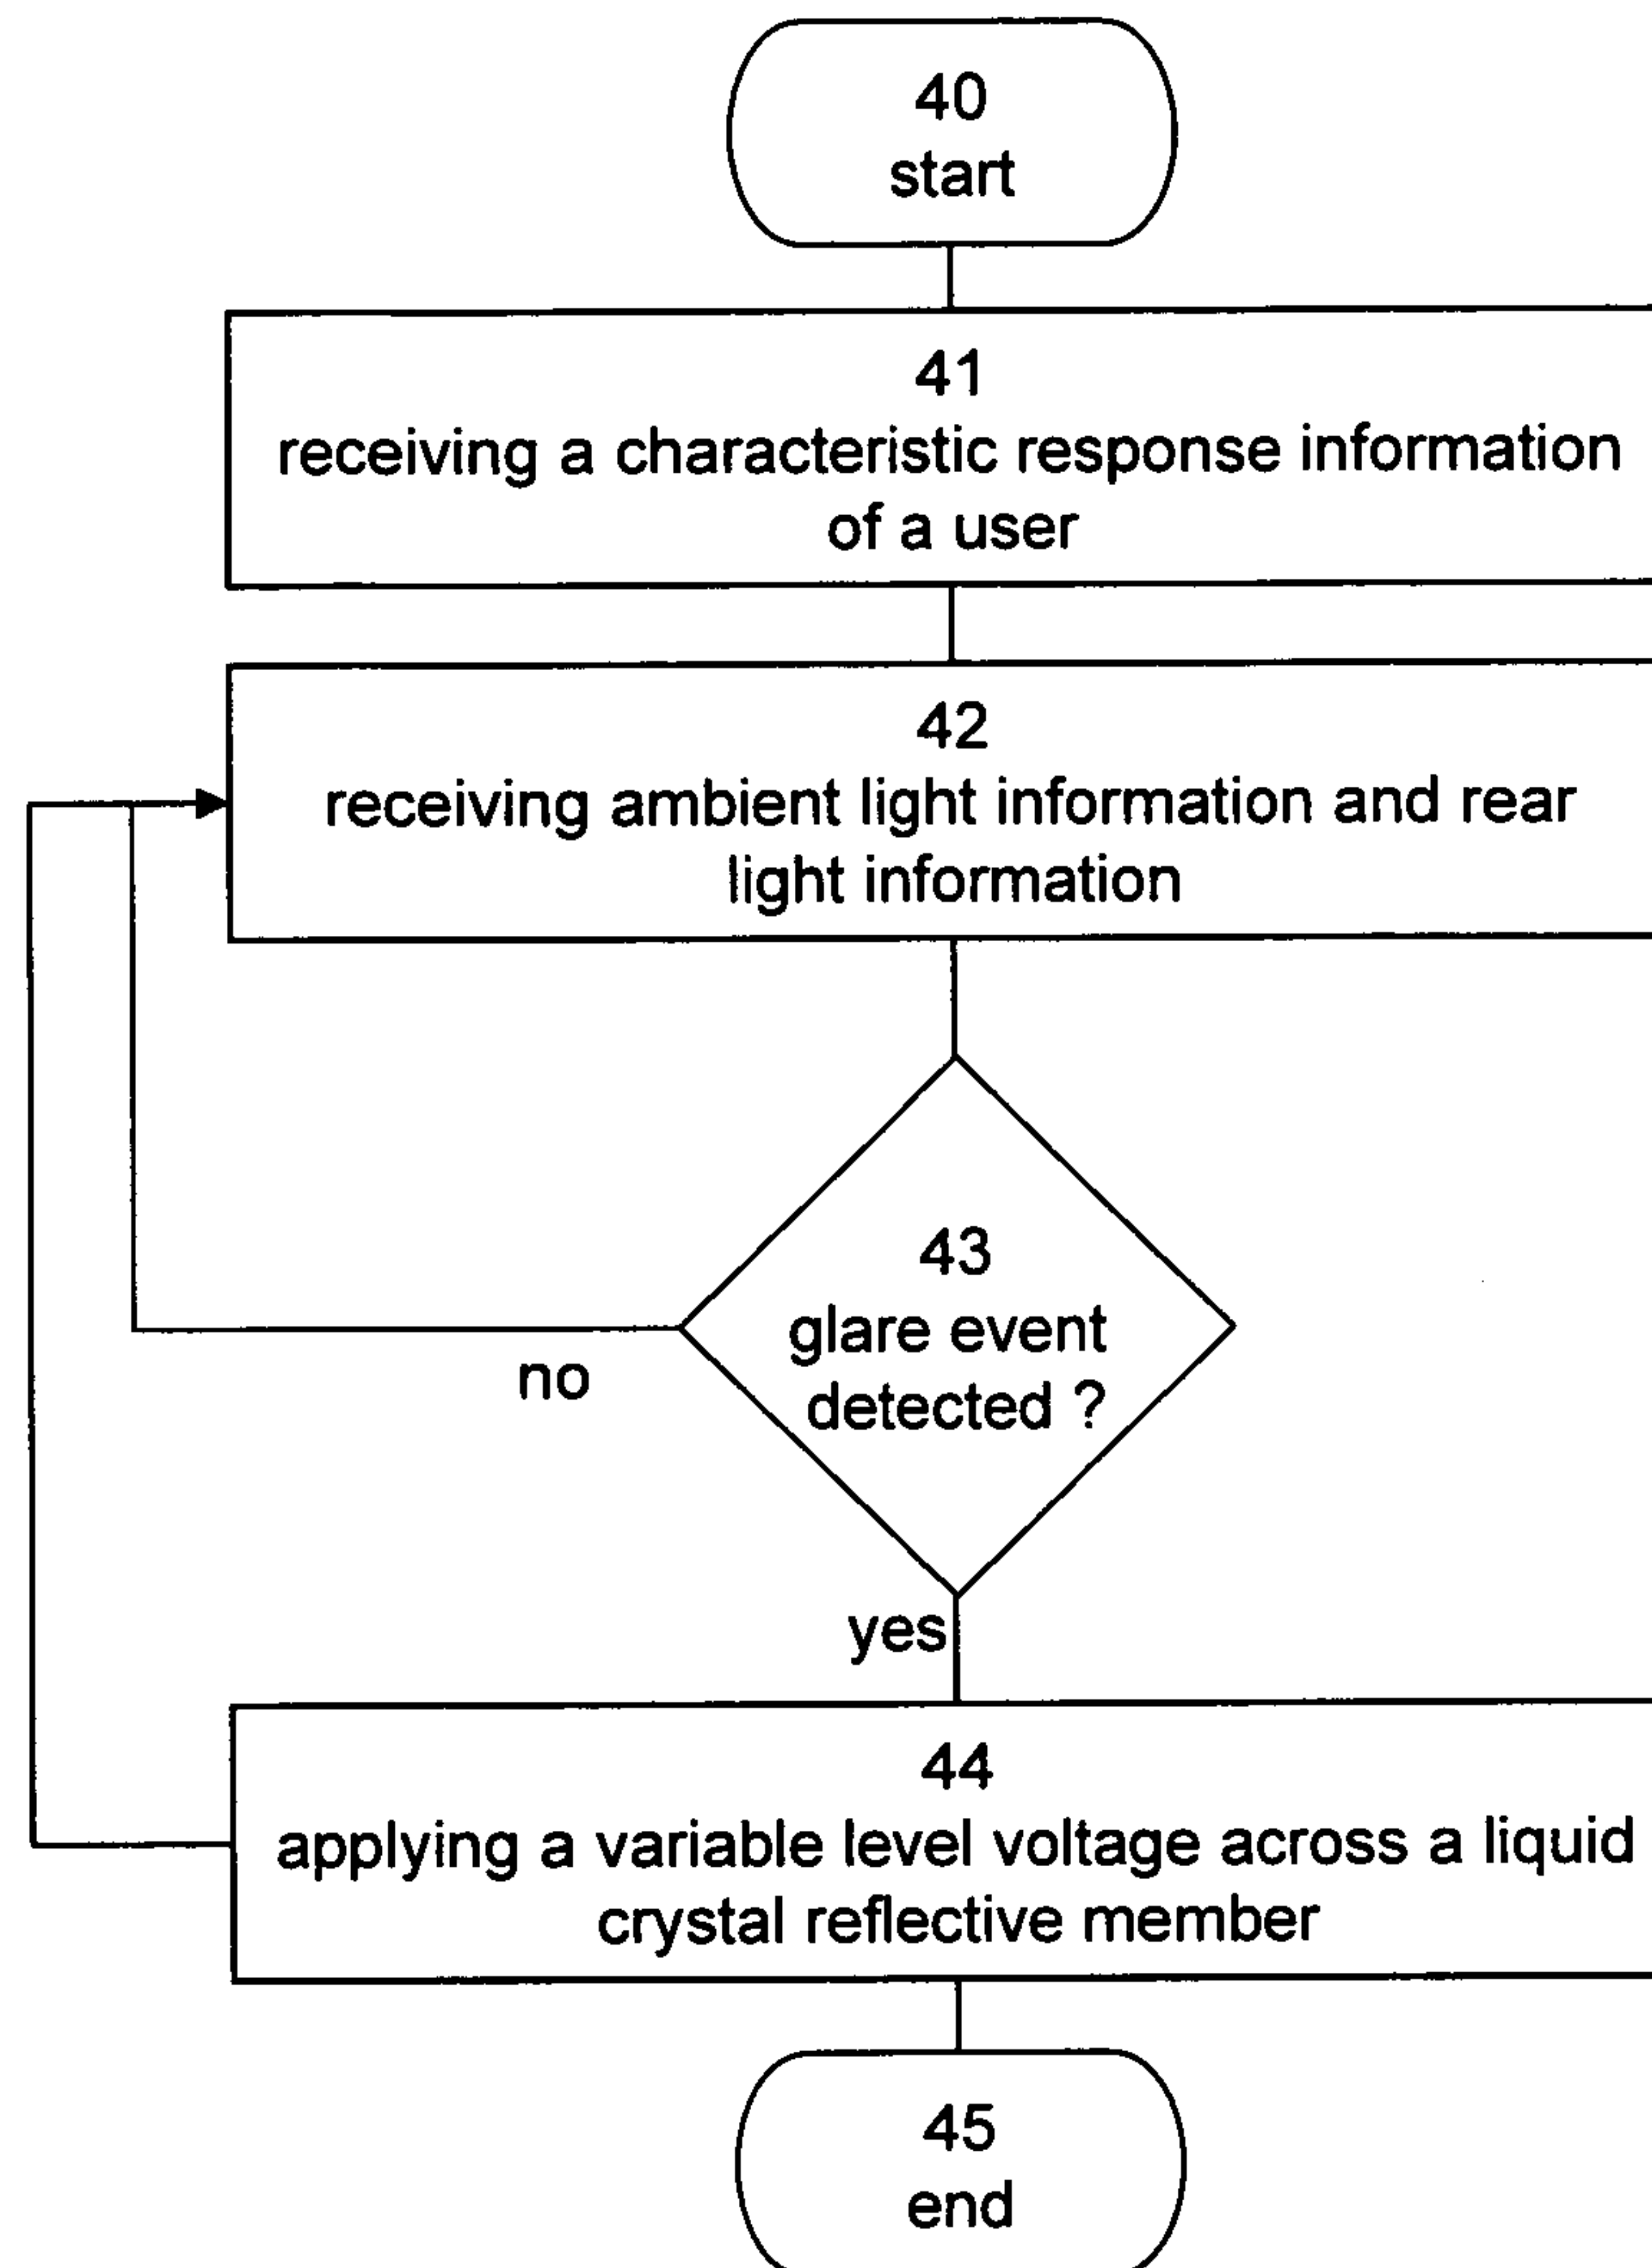 40
start
41
receiving a characteristic response information
of a user
42
receiving ambient light information and rear
light information
43
glare event
detected ?
no
yes
44
applying a variable level voltage across a liquid
crystal reflective member
45
end